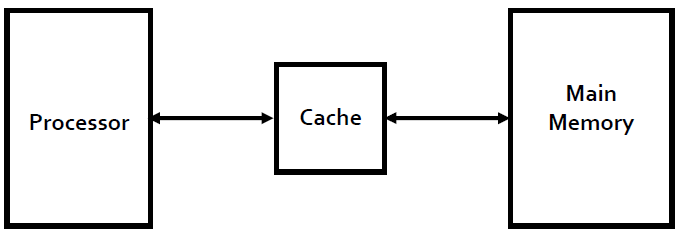 Processor
Cache
Main
Memory